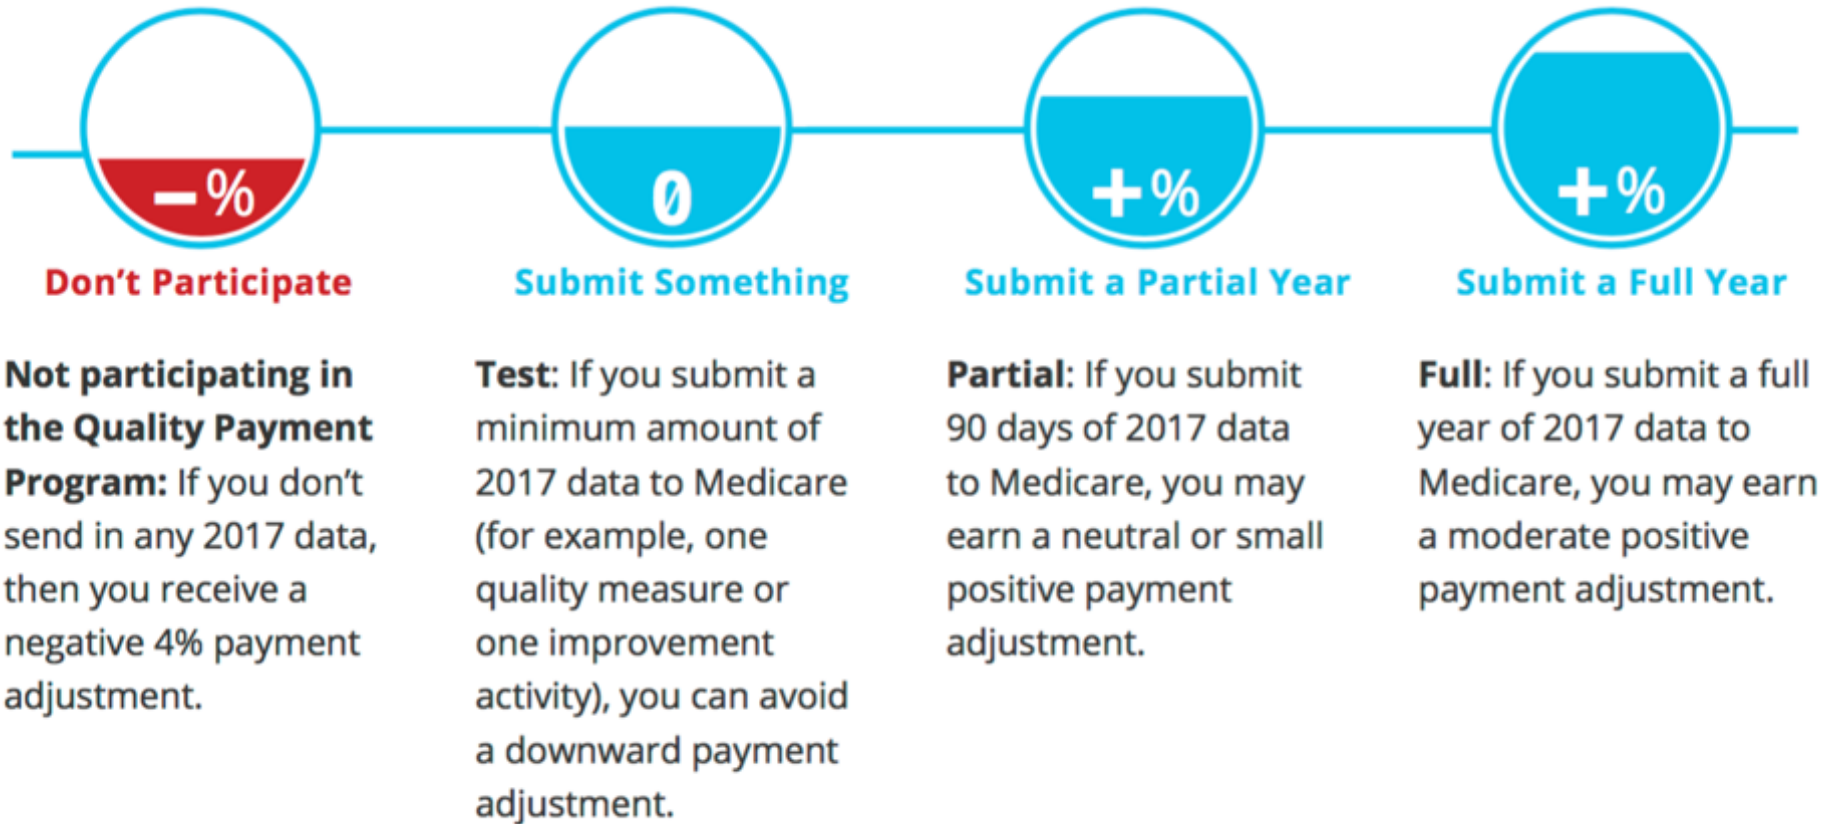 -%
0
+%
+%
Don't Participate
Submit Something
Submit a Partial Year
Submit a Full Year
Not participating in
the Quality Payment
Program: If you don't
send in any 2017 data,
then you receive a
negative 4% payment
adjustment.
Test: If you submit a
minimum amount of
2017 data to Medicare
(for example, one
quality measure or
one improvement
activity), you can avoid
a downward payment
adjustment.
Partial: If you submit
90 days of 2017 data
to Medicare, you may
earn a neutral or small
positive payment
adjustment.
Full: If you submit a full
year of 2017 data to
Medicare, you may earn
a moderate positive
payment adjustment.